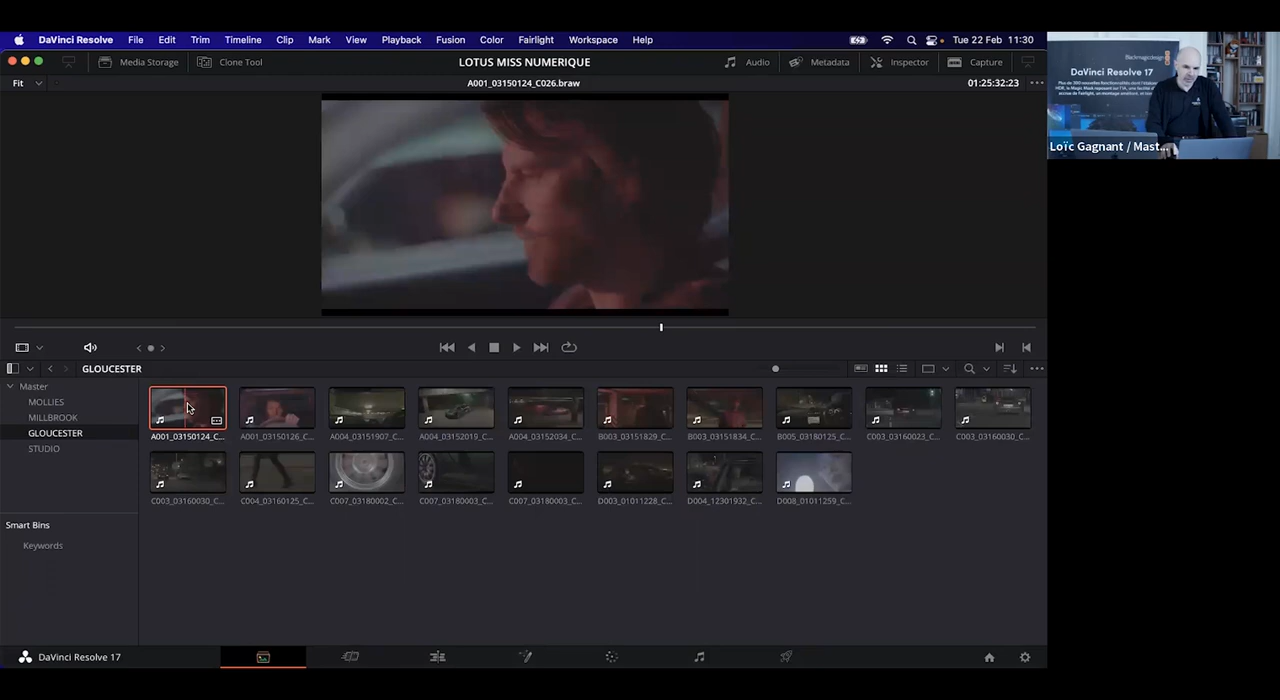 DaVinci Resolve File Edit Trim Timeline Clip Mark View Playback Fusion Color Fairlight Workspace Help Tue 22 Feb 11:30
Media Storage Clone Tool LOTUS MISS NUMERIQUE Audio Metadata Inspector Capture
Fit A001_03150124_C026.braw 01:25:32:23
GLOUCESTER
Master
MOLLIES
MILLBROOK
GLOUCESTER
STUDIO
A001_03150124_C... A001_03150126_C... A004_03151907_C... A004_03152019_C... A004_03152034_C... B003_03151829_C... B003_03151834_C... B005_03180125_C... C003_03160023_C... C003_03160030_C...
C003_03160030_C... C004_03160125_C... C007_03180002_C... C007_03180003_C... C007_03180003_C... D003_01011228_C... D004_12301932_C... D008_01011259_C...
Smart Bins
Keywords
DaVinci Resolve 17
Blackmagicdesign
DaVinci Resolve 17
Loïc Gagnant / Mast...